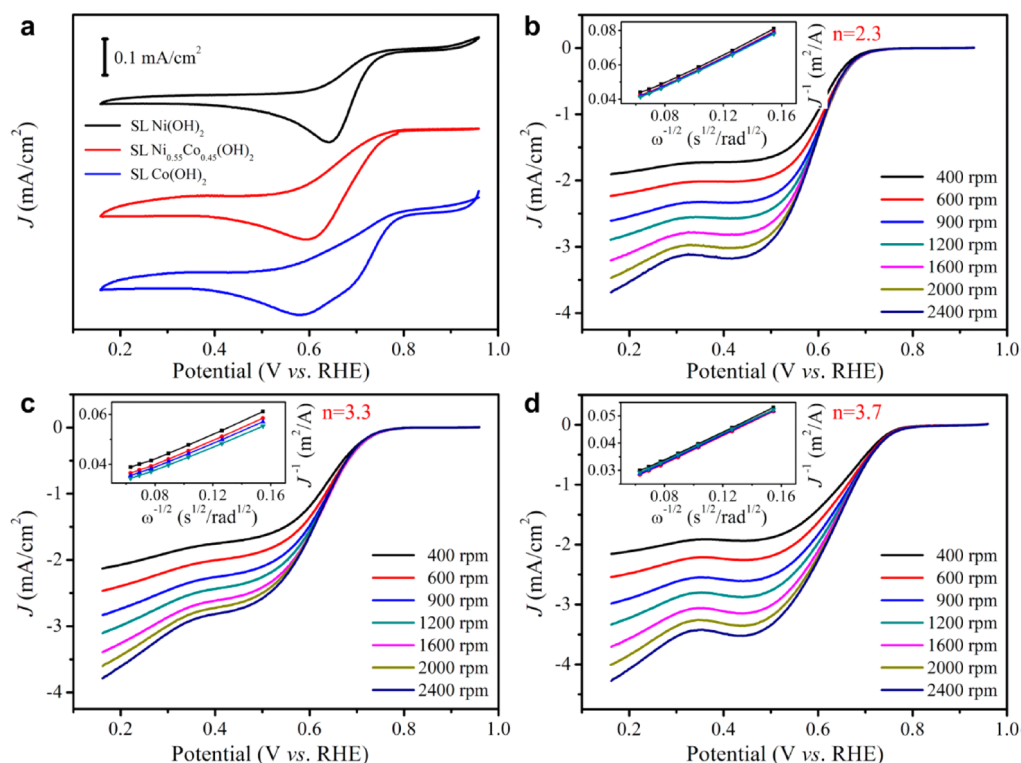 a
0.1 mA/cm²
SL Ni(OH)₂
SL Ni₀.₅₅Co₀.₄₅(OH)₂
SL Co(OH)₂
J (mA/cm²)
0.2 0.4 0.6 0.8 1.0
Potential (V vs. RHE)
b
0.08
0.04
0.08 0.12 0.16
ω⁻¹/² (s¹/²/rad¹/²)
J⁻¹ (m²/A)
n=2.3
0
-1
-2
-3
-4
J (mA/cm²)
400 rpm
600 rpm
900 rpm
1200 rpm
1600 rpm
2000 rpm
2400 rpm
0.2 0.4 0.6 0.8 1.0
Potential (V vs. RHE)
c
0.06
0.04
0.08 0.12 0.16
ω⁻¹/² (s¹/²/rad¹/²)
J⁻¹ (m²/A)
n=3.3
0
-1
-2
-3
-4
J (mA/cm²)
400 rpm
600 rpm
900 rpm
1200 rpm
1600 rpm
2000 rpm
2400 rpm
0.2 0.4 0.6 0.8 1.0
Potential (V vs. RHE)
d
0.05
0.04
0.03
0.08 0.12 0.16
ω⁻¹/² (s¹/²/rad¹/²)
J⁻¹ (m²/A)
n=3.7
0
-1
-2
-3
-4
J (mA/cm²)
400 rpm
600 rpm
900 rpm
1200 rpm
1600 rpm
2000 rpm
2400 rpm
0.2 0.4 0.6 0.8 1.0
Potential (V vs. RHE)